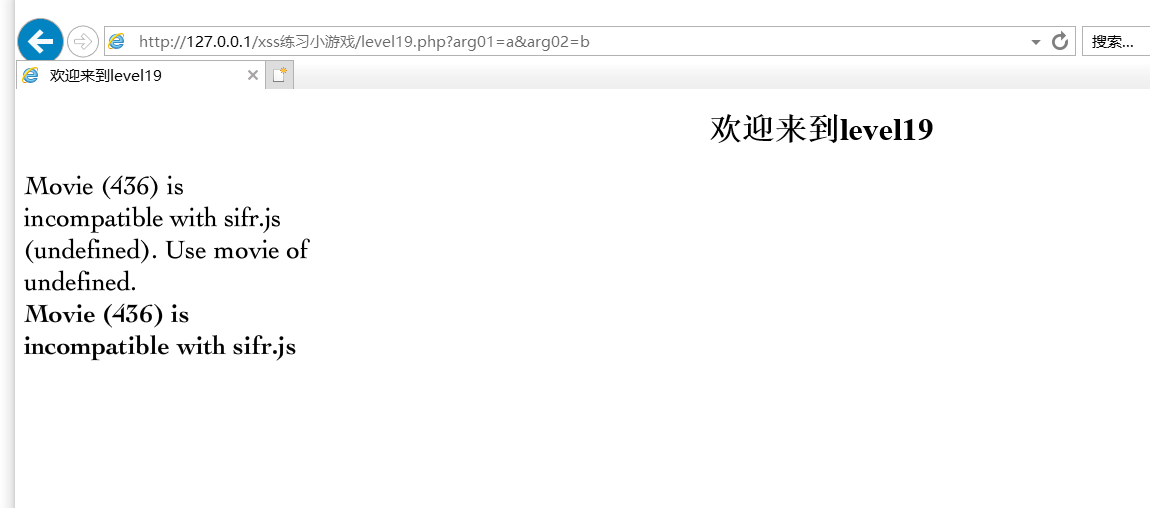 http://127.0.0.1/xss练习小游戏/level19.php?arg01=a&arg02=b
搜索...
欢迎来到level19
欢迎来到level19
Movie (436) is
incompatible with sifr.js
(undefined). Use movie of
undefined.
Movie (436) is
incompatible with sifr.js